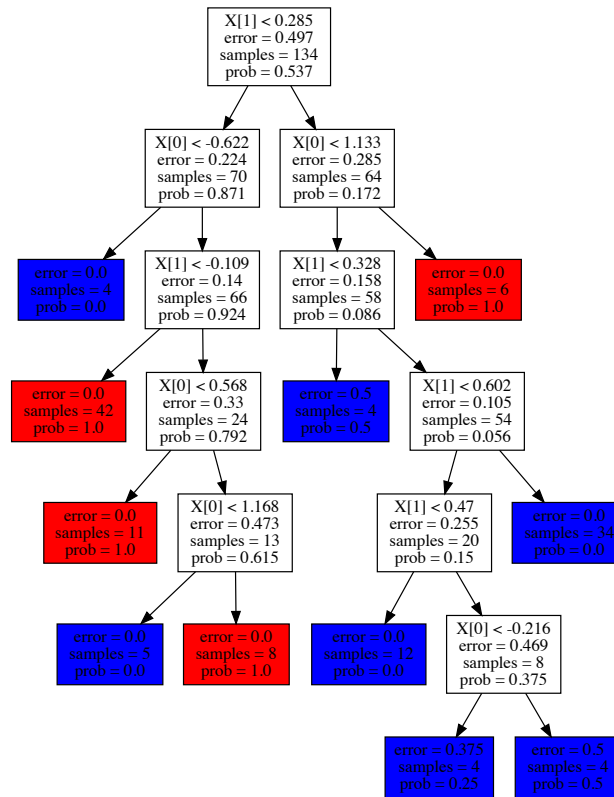 X[1] < 0.285
error = 0.497
samples = 134
prob = 0.537
X[0] < -0.622
error = 0.224
samples = 70
prob = 0.871
X[0] < 1.133
error = 0.285
samples = 64
prob = 0.172
error = 0.0
samples = 4
prob = 0.0
X[1] < -0.109
error = 0.14
samples = 66
prob = 0.924
X[1] < 0.328
error = 0.158
samples = 58
prob = 0.086
error = 0.0
samples = 6
prob = 1.0
error = 0.0
samples = 42
prob = 1.0
X[0] < 0.568
error = 0.33
samples = 24
prob = 0.792
error = 0.5
samples = 4
prob = 0.5
X[1] < 0.602
error = 0.105
samples = 54
prob = 0.056
error = 0.0
samples = 11
prob = 1.0
X[0] < 1.168
error = 0.473
samples = 13
prob = 0.615
X[1] < 0.47
error = 0.255
samples = 20
prob = 0.15
error = 0.0
samples = 34
prob = 0.0
error = 0.0
samples = 5
prob = 0.0
error = 0.0
samples = 8
prob = 1.0
error = 0.0
samples = 12
prob = 0.0
X[0] < -0.216
error = 0.469
samples = 8
prob = 0.375
error = 0.375
samples = 4
prob = 0.25
error = 0.5
samples = 4
prob = 0.5